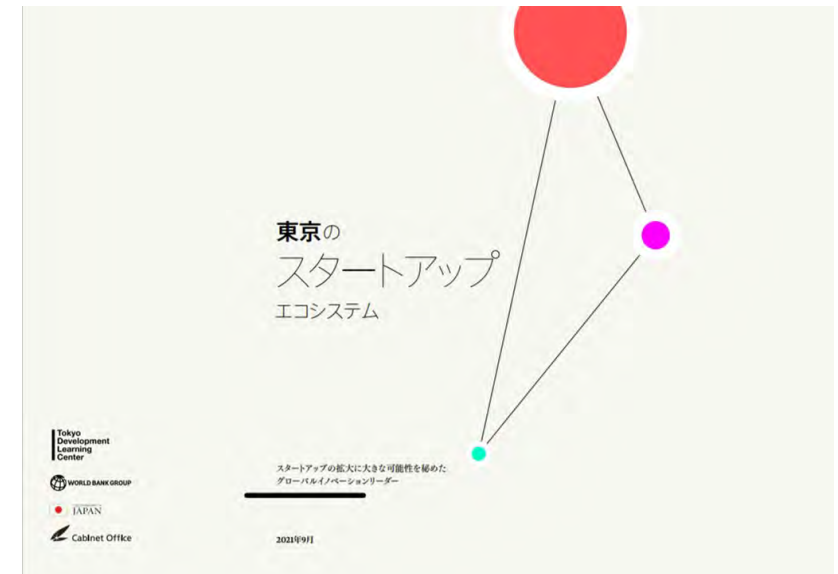 東京の
スタートアップ
エコシステム
Tokyo
Development
Learning
Center
WORLD BANK GROUP
JAPAN
Cabinet Office
スタートアップの拡大に大きな可能性を秘めた
グローバルイノベーションリーダー
2021年9月